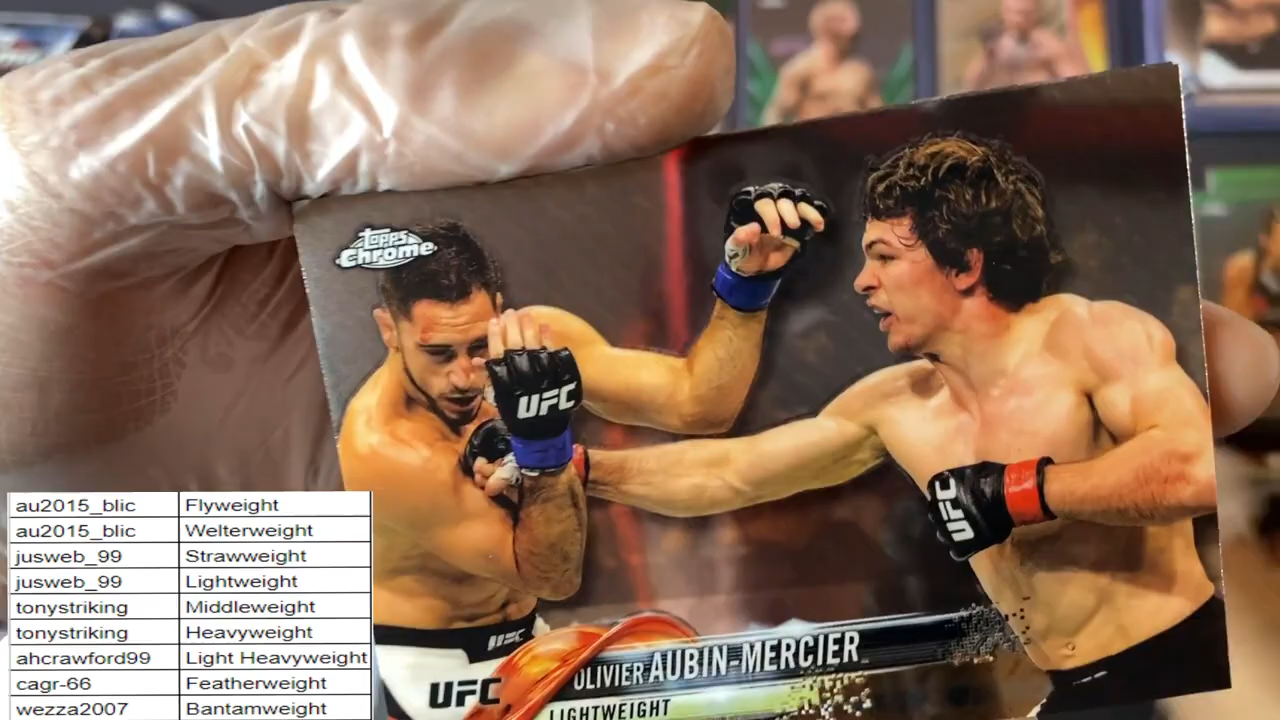 Topps
Chrome
UFC
UFC
UFC
UFC
OLIVIER AUBIN-MERCIER
LIGHTWEIGHT
au2015_blic Flyweight
au2015_blic Welterweight
jusweb_99 Strawweight
jusweb_99 Lightweight
tonystriking Middleweight
tonystriking Heavyweight
ahcrawford99 Light Heavyweight
cagr-66 Featherweight
wezza2007 Bantamweight